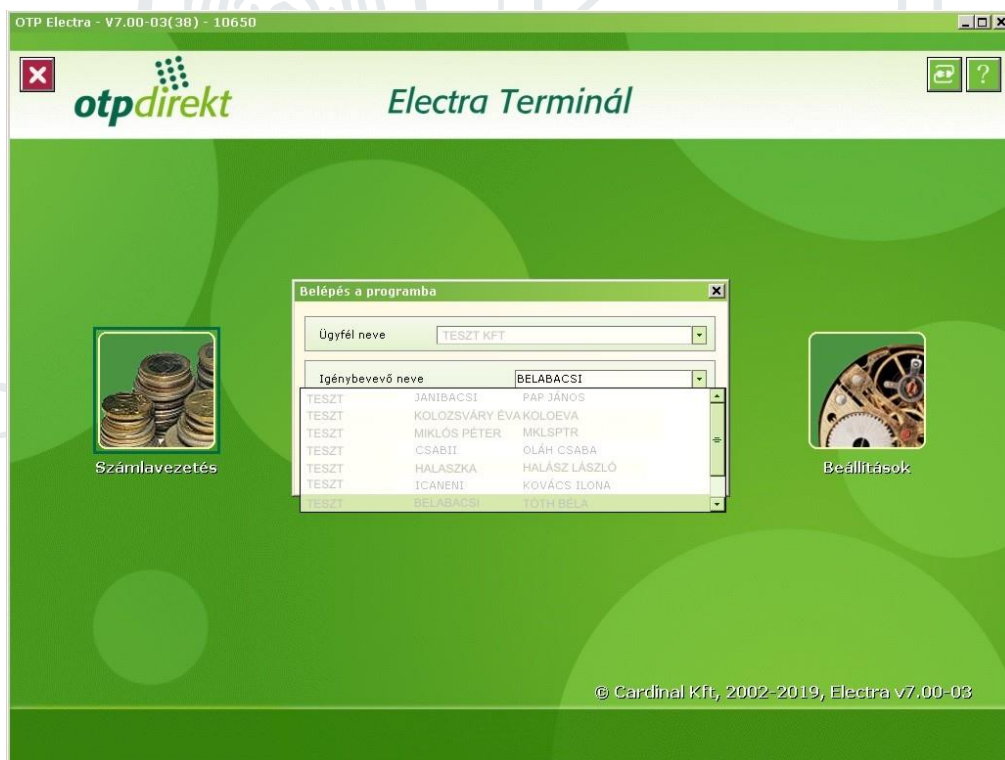 OTP Electra - V7.00-03(38) - 10650
otpdirekt
Electra Terminál
?
Belépés a programba
Ügyfél neve TESZT KFT
Igénybevevő neve BELABACSI
TESZT JANIBACSI PAP JÁNOS
TESZT KOLOZSVÁRY ÉVA KOLOEVA
TESZT MIKLÓS PÉTER MKLSPTR
TESZT CSABII OLÁH CSABA
TESZT HALASZKA HALÁSZ LÁSZLÓ
TESZT ICANENI KOVÁCS ILONA
TESZT BELABACSI TÓTH BÉLA
Számlavezetés
Beállítások
© Cardinal Kft, 2002-2019, Electra v7.00-03